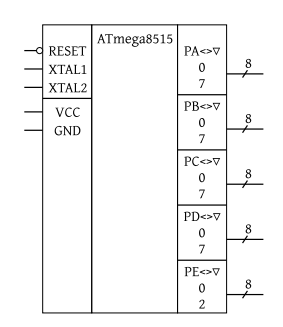 ATmega8515
RESET
XTAL1
XTAL2
VCC
GND
PA<>▽
0
7
8
PB<>▽
0
7
8
PC<>▽
0
7
8
PD<>▽
0
7
8
PE<>▽
0
2
8